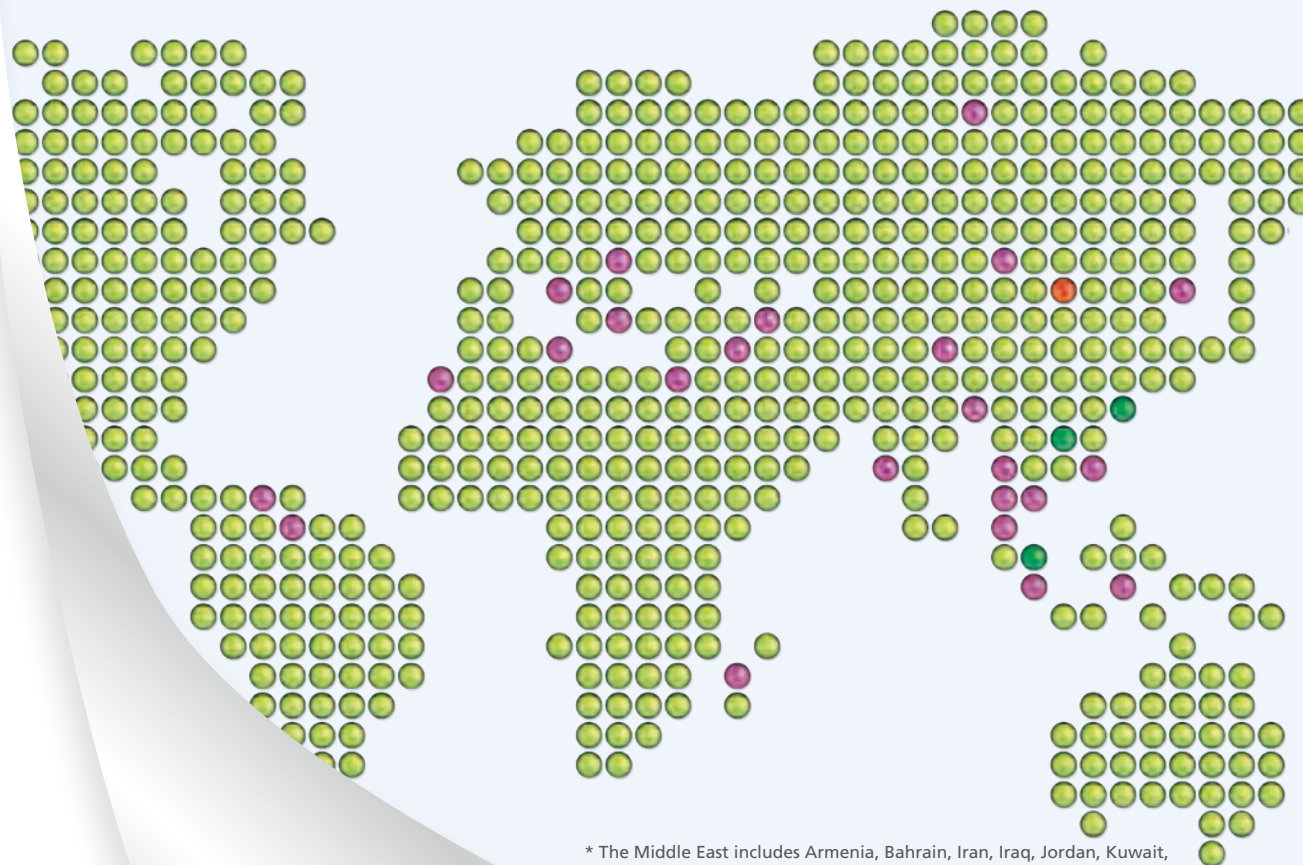 * The Middle East includes Armenia, Bahrain, Iran, Iraq, Jordan, Kuwait,